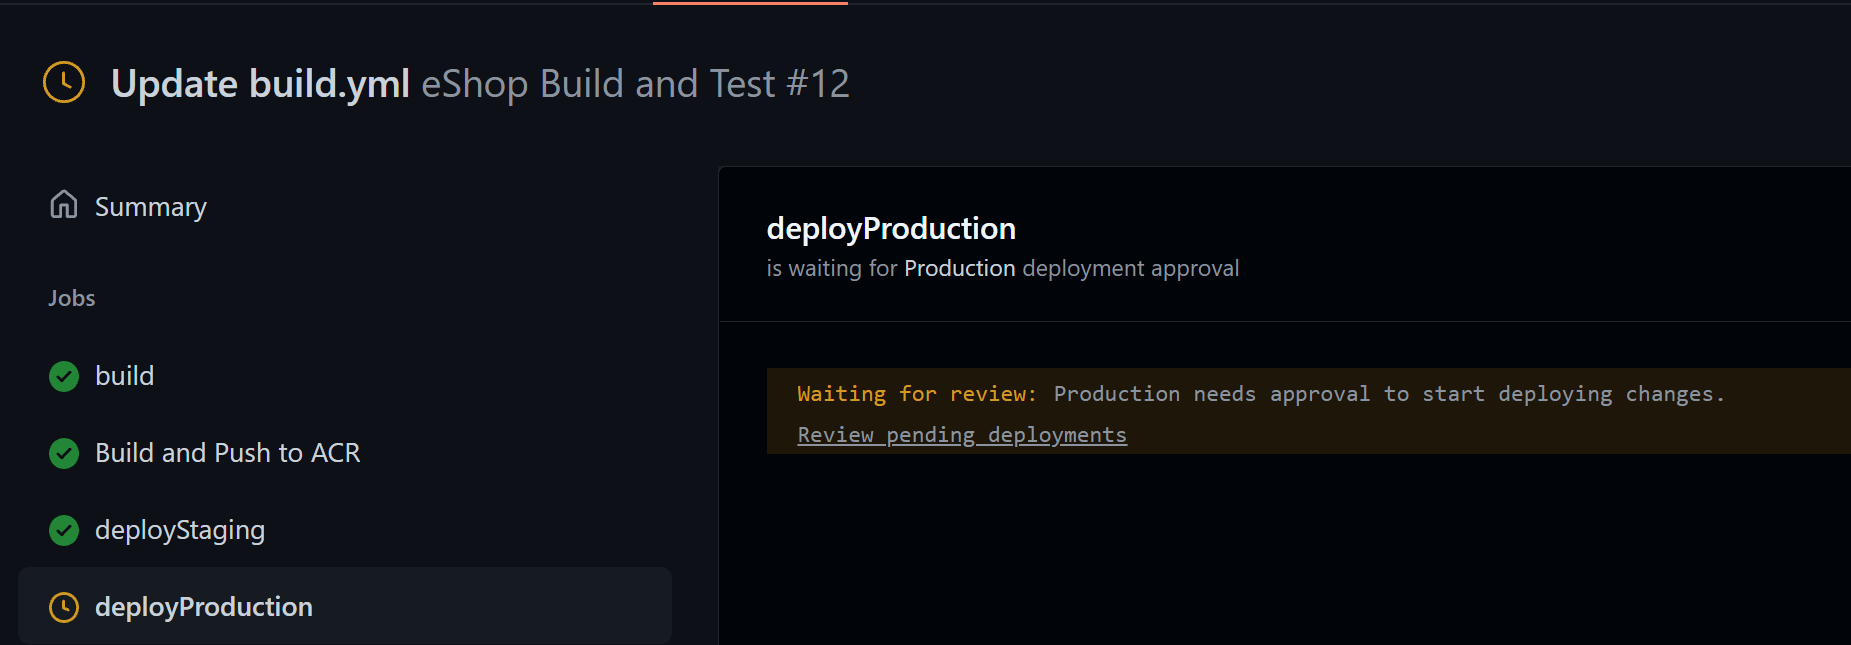 Update build.yml eShop Build and Test #12
Summary
Jobs
build
Build and Push to ACR
deployStaging
deployProduction
deployProduction
is waiting for Production deployment approval
Waiting for review: Production needs approval to start deploying changes.
Review pending deployments